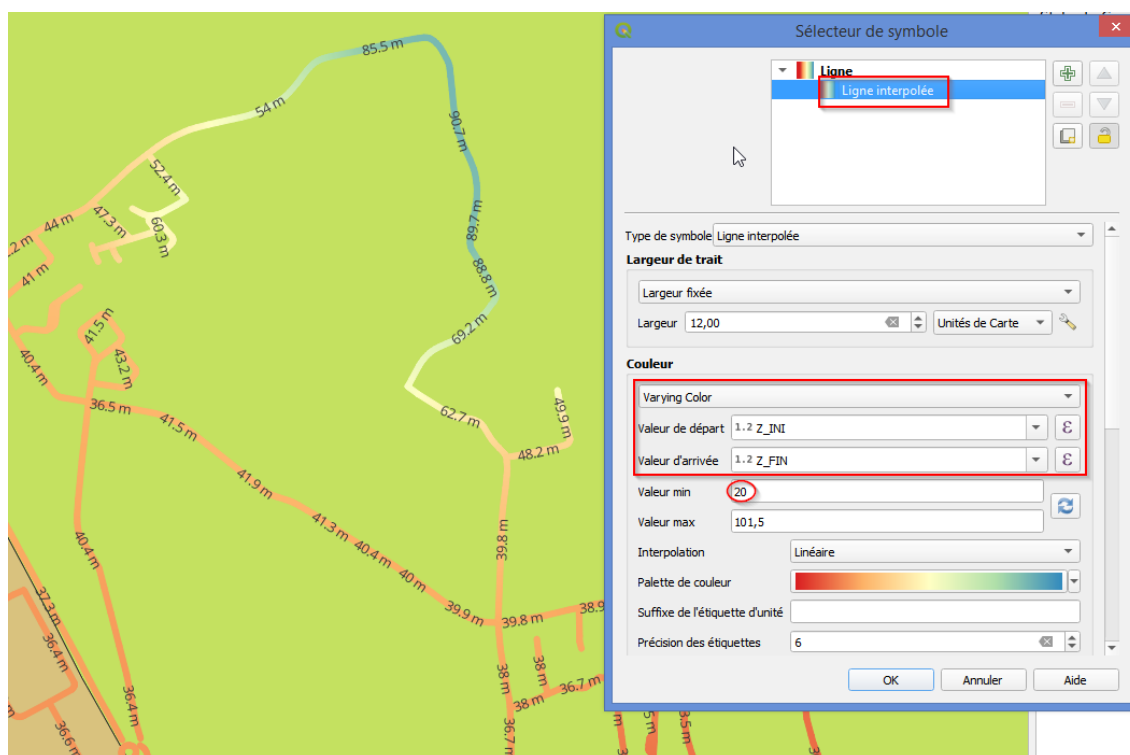 Sélecteur de symbole
Ligne
Ligne interpolée
Type de symbole Ligne interpolée
Largeur de trait
Largeur fixée
Largeur 12,00 Unités de Carte
Couleur
Varying Color
Valeur de départ 1.2 Z_INI ε
Valeur d'arrivée 1.2 Z_FIN ε
Valeur min 20
Valeur max 101,5
Interpolation Linéaire
Palette de couleur
Suffixe de l'étiquette d'unité
Précision des étiquettes 6
OK Annuler Aide
85.5 m
54 m
90.7 m
52.4 m
47.3 m
44 m
60.3 m
89.7 m
41 m
88.8 m
41.5 m
69.2 m
43.2 m
40.4 m
36.5 m
41.5 m
62.7 m
49.9 m
48.2 m
41.9 m
41.3 m
40.4 m
40 m
39.8 m
40.4 m
39.9 m
39.8 m
38.9
37.3 m
36.4 m
38 m
38 m
36.7 m
38 m
36.4 m
36.6 m
36.7 m